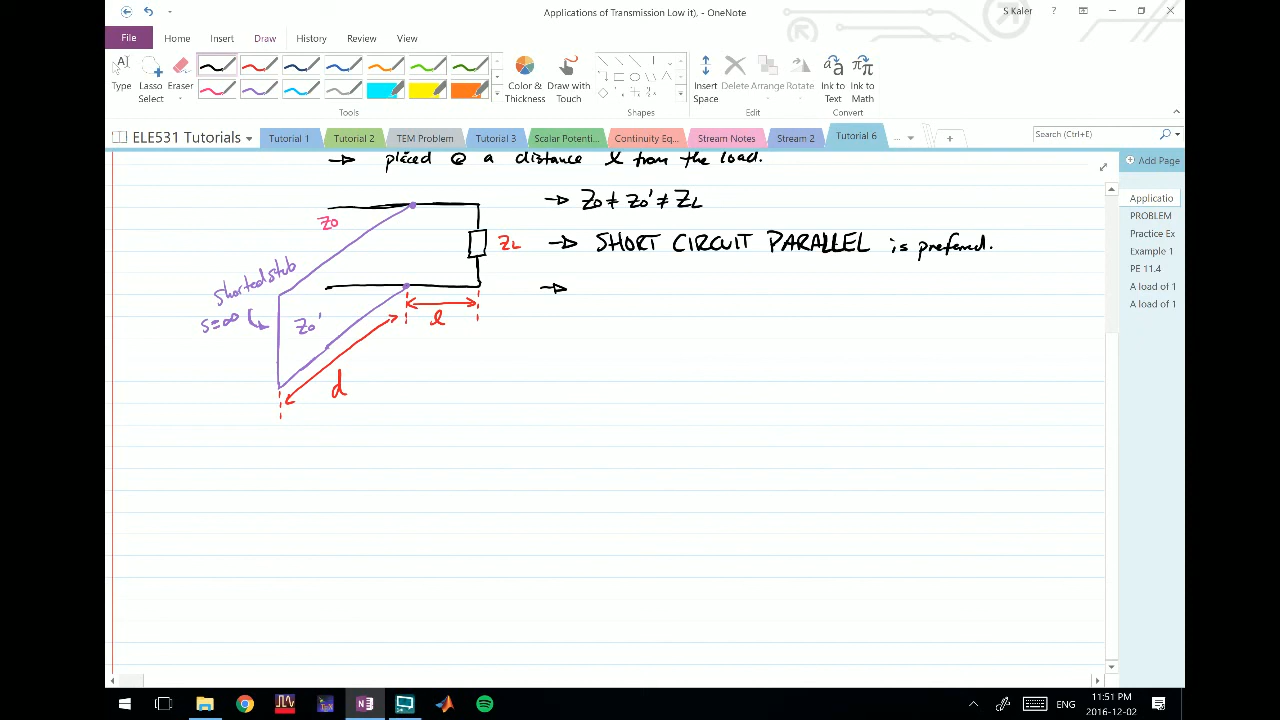 Applications of Transmission Low it), - OneNote
S Kaler
?
File
Home
Insert
Draw
History
Review
View
Type
Lasso Select
Eraser
Color & Thickness
Draw with Touch
Insert Space
Delete
Arrange
Rotate
Ink to Text
Ink to Math
Tools
Shapes
Edit
Convert
ELE531 Tutorials
Tutorial 1
Tutorial 2
TEM Problem
Tutorial 3
Scalar Potenti...
Continuity Eq...
Stream Notes
Stream 2
Tutorial 6
...
Search (Ctrl+E)
Add Page
Applicatio
PROBLEM
Practice Ex
Example 1
PE 11.4
A load of 1
A load of 1
→ placed @ a distance l from the load.
→ Zo ≠ Zo' ≠ ZL
→ SHORT CIRCUIT PARALLEL is preferred.
→
Zo
ZL
shorted stub
s=∞
Zo'
l
d
ENG
11:51 PM
2016-12-02